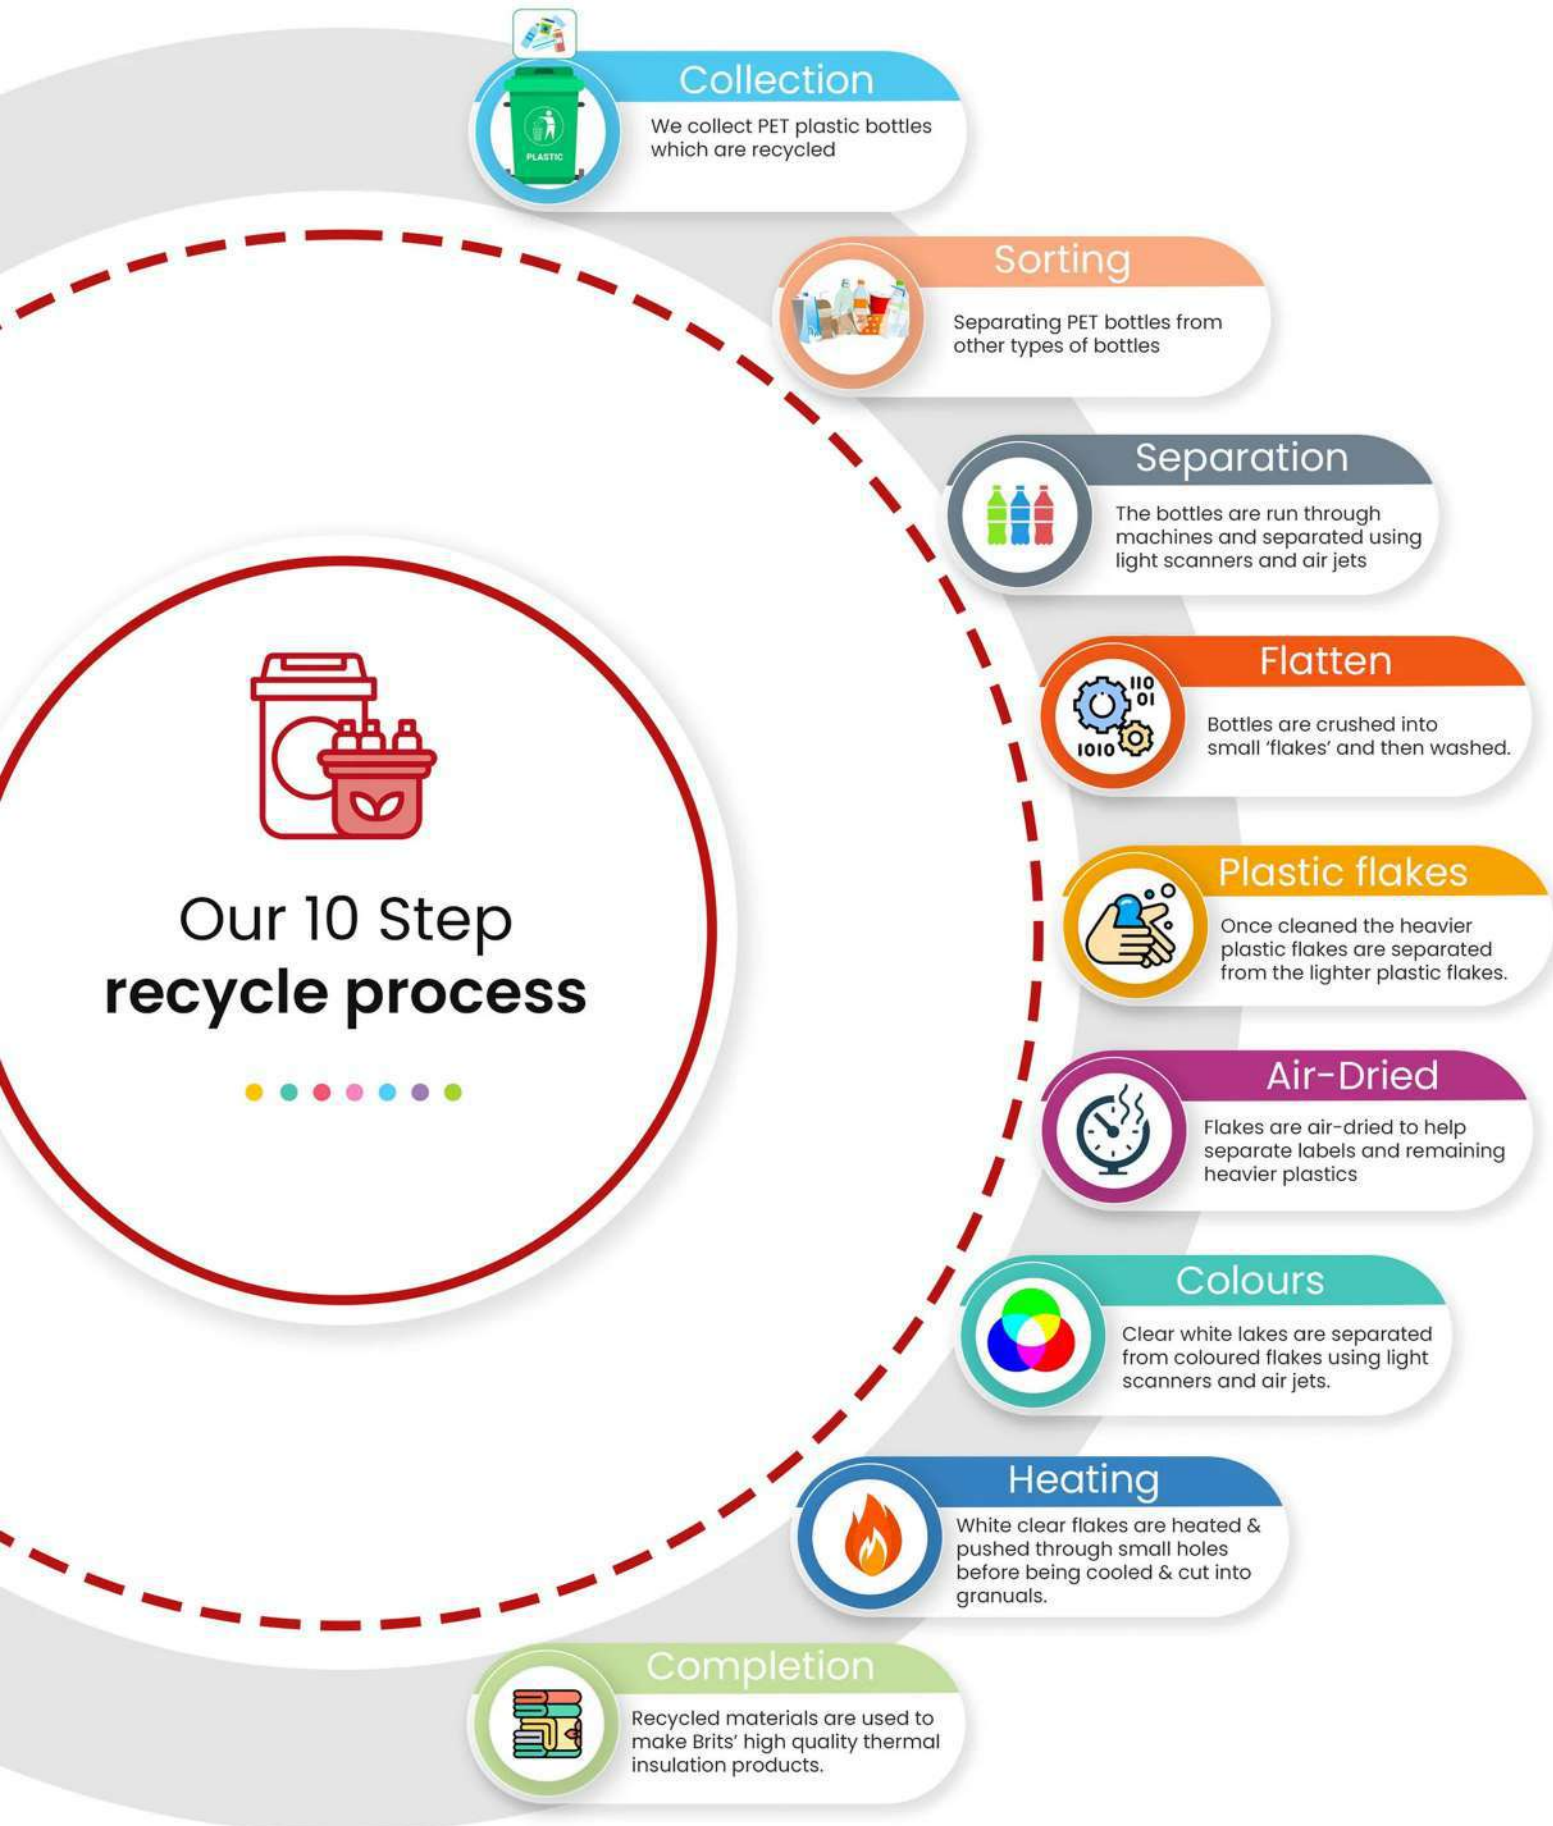 Collection
We collect PET plastic bottles
which are recycled
PLASTIC
Sorting
Separating PET bottles from
other types of bottles
Separation
The bottles are run through
machines and separated using
light scanners and air jets
Flatten
110
01
1010
Bottles are crushed into
small ‘flakes’ and then washed.
Our 10 Step
recycle process
Plastic flakes
Once cleaned the heavier
plastic flakes are separated
from the lighter plastic flakes.
Air-Dried
Flakes are air-dried to help
separate labels and remaining
heavier plastics
Colours
Clear white lakes are separated
from coloured flakes using light
scanners and air jets.
Heating
White clear flakes are heated &
pushed through small holes
before being cooled & cut into
granuals.
Completion
Recycled materials are used to
make Brits’ high quality thermal
insulation products.